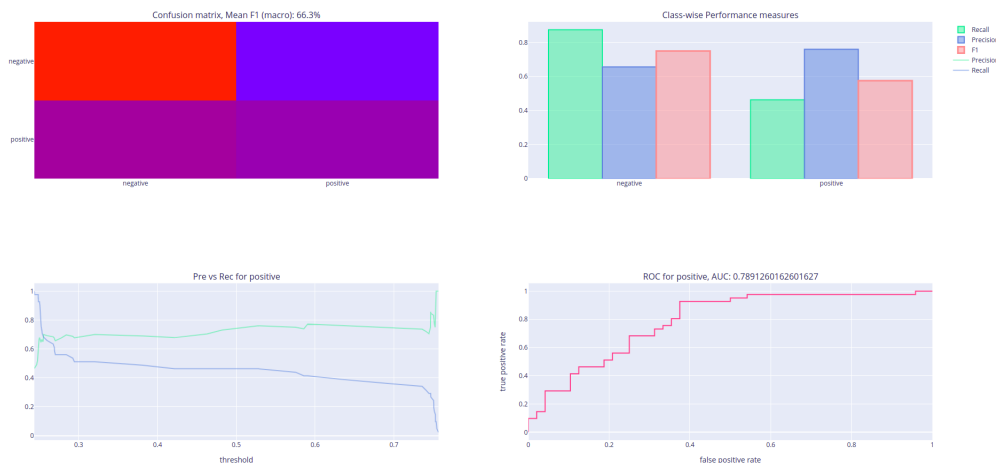 Confusion matrix, Mean F1 (macro): 66.3%
negative
positive
negative
positive
Class-wise Performance measures
0.8
0.6
0.4
0.2
0
negative
positive
Recall
Precision
F1
Precision
Recall
Pre vs Rec for positive
1
0.8
0.6
0.4
0.2
0
0.3
0.4
0.5
0.6
0.7
threshold
ROC for positive, AUC: 0.7891260162601627
true positive rate
1
0.8
0.6
0.4
0.2
0
0
0.2
0.4
0.6
0.8
1
false positive rate